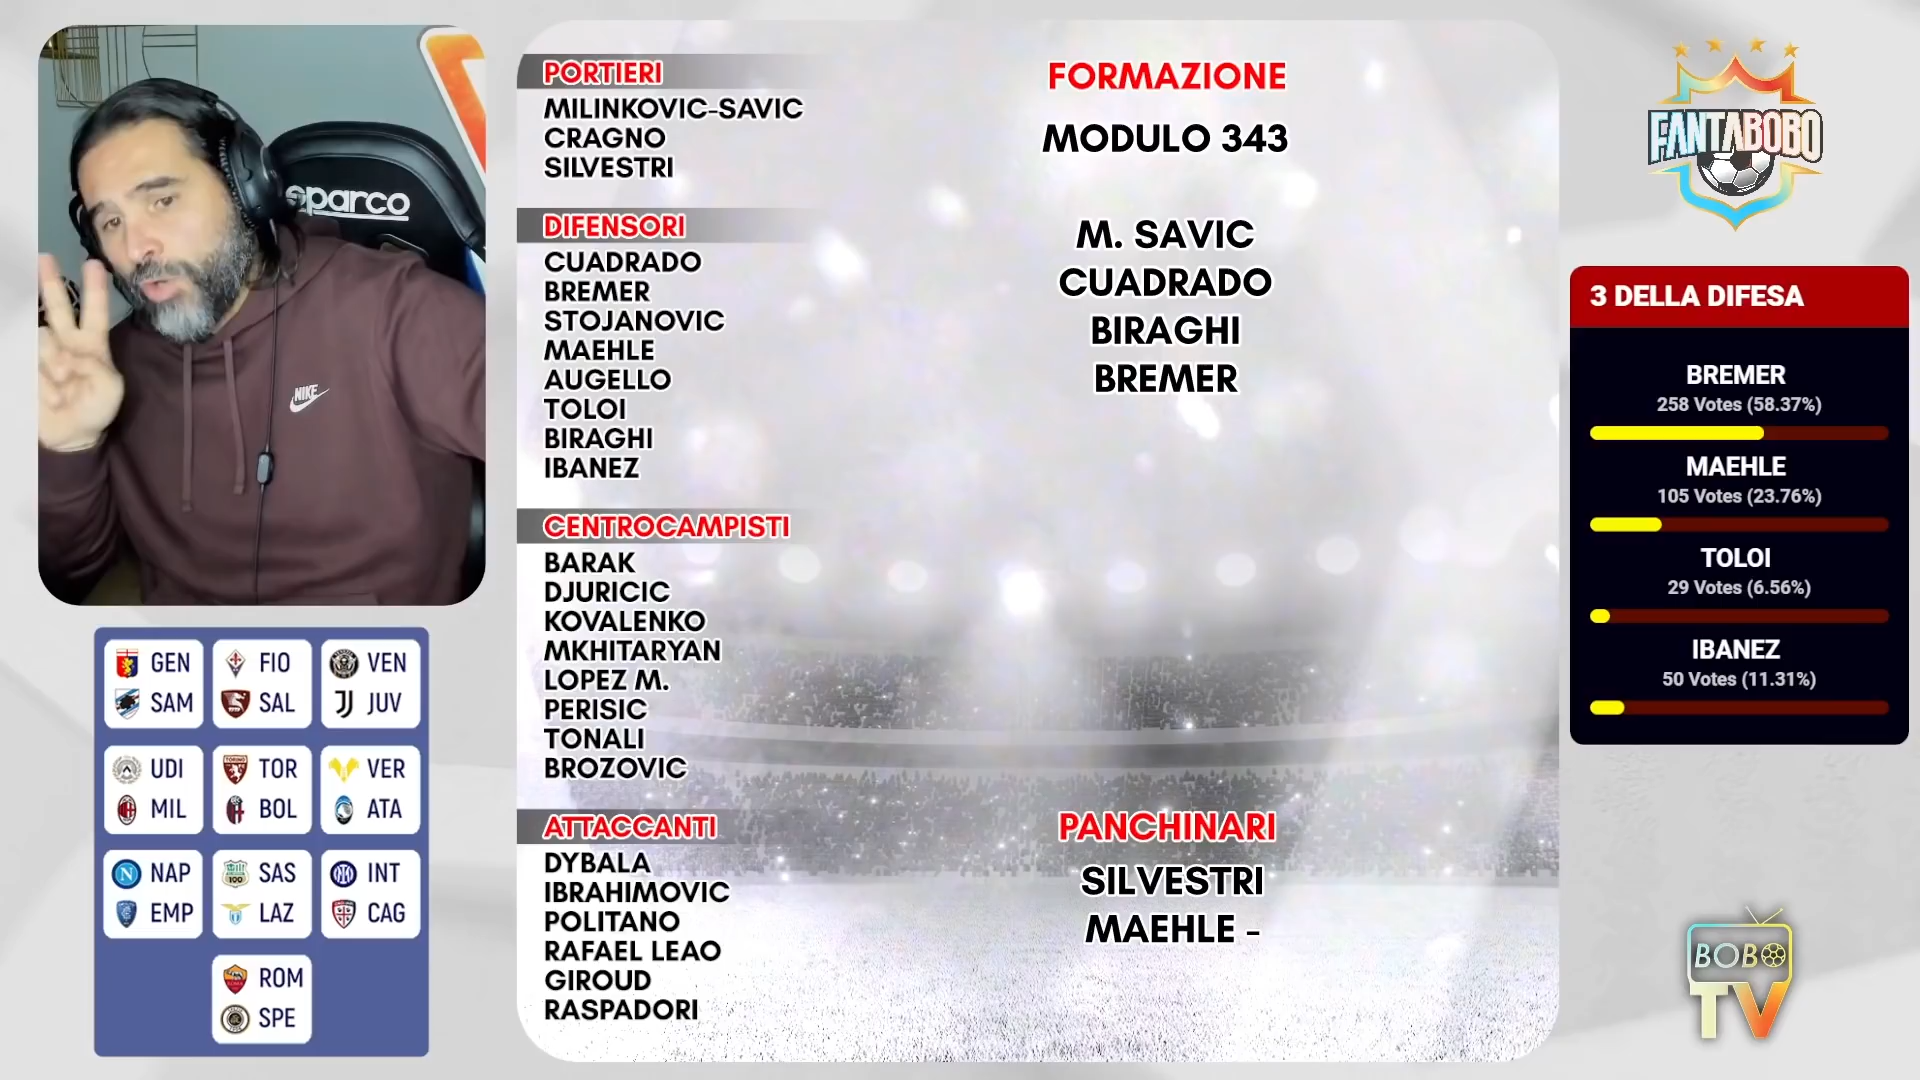 sparco
NIKE
GEN
SAM
FIO
SAL
VEN
JUV
UDI
MIL
TOR
BOL
VER
ATA
NAP
EMP
SAS
LAZ
INT
CAG
ROM
SPE
PORTIERI
MILINKOVIC-SAVIC
CRAGNO
SILVESTRI
DIFENSORI
CUADRADO
BREMER
STOJANOVIC
MAEHLE
AUGELLO
TOLOI
BIRAGHI
IBANEZ
CENTROCAMPISTI
BARAK
DJURICIC
KOVALENKO
MKHITARYAN
LOPEZ M.
PERISIC
TONALI
BROZOVIC
ATTACCANTI
DYBALA
IBRAHIMOVIC
POLITANO
RAFAEL LEAO
GIROUD
RASPADORI
FORMAZIONE
MODULO 343
M. SAVIC
CUADRADO
BIRAGHI
BREMER
PANCHINARI
SILVESTRI
MAEHLE -
FANTABOBO
3 DELLA DIFESA
BREMER
258 Votes (58.37%)
MAEHLE
105 Votes (23.76%)
TOLOI
29 Votes (6.56%)
IBANEZ
50 Votes (11.31%)
BOBO
TV